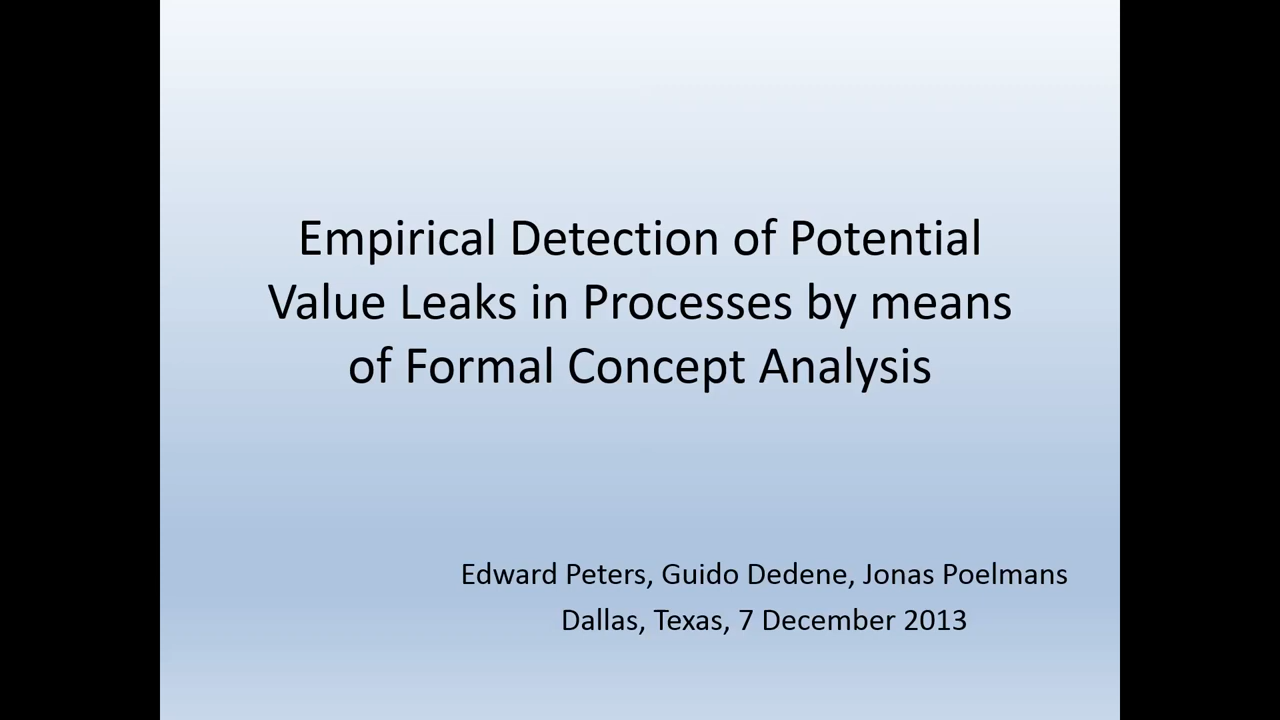 Empirical Detection of Potential
Value Leaks in Processes by means
of Formal Concept Analysis
Edward Peters, Guido Dedene, Jonas Poelmans
Dallas, Texas, 7 December 2013